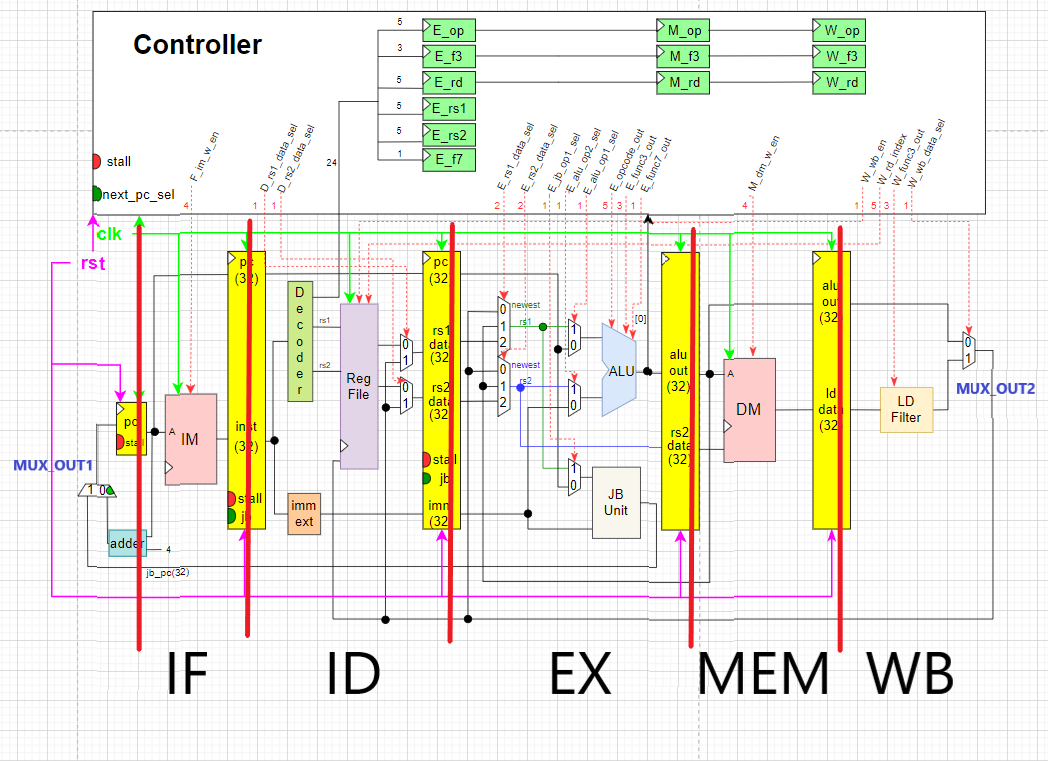 Controller
5
E_op
M_op
W_op
3
E_f3
M_f3
W_f3
5
E_rd
M_rd
W_rd
5
E_rs1
5
E_rs2
1
E_f7
24
stall
next_pc_sel
F_im_w_en
D_rs1_data_sel
D_rs2_data_sel
E_rs1_data_sel
E_rs2_data_sel
E_jb_op1_sel
E_alu_op2_sel
E_alu_op1_sel
E_opcode_out
E_func3_out
E_func7_out
M_dm_w_en
W_wb_en
W_rd_index
W_func3_out
W_wb_data_sel
4
1
1
2
2
1
1
1
5
3
1
4
1
5
3
1
clk
rst
pc
(32)
pc
(32)
Decoder
rs1
rs2
Reg
File
0
1
0
1
rs1
data
(32)
rs2
data
(32)
newest
0
1
2
rs1
newest
0
1
2
rs2
1
0
1
0
ALU
[0]
alu
out
(32)
rs2
data
(32)
A
DM
alu
out
(32)
ld
data
(32)
LD
Filter
0
1
MUX_OUT2
pc
stall
A
IM
inst
(32)
stall
jb
MUX_OUT1
1 0
adder
4
jb_pc(32)
imm
ext
stall
jb
imm
(32)
1
0
JB
Unit
IF
ID
EX
MEM
WB